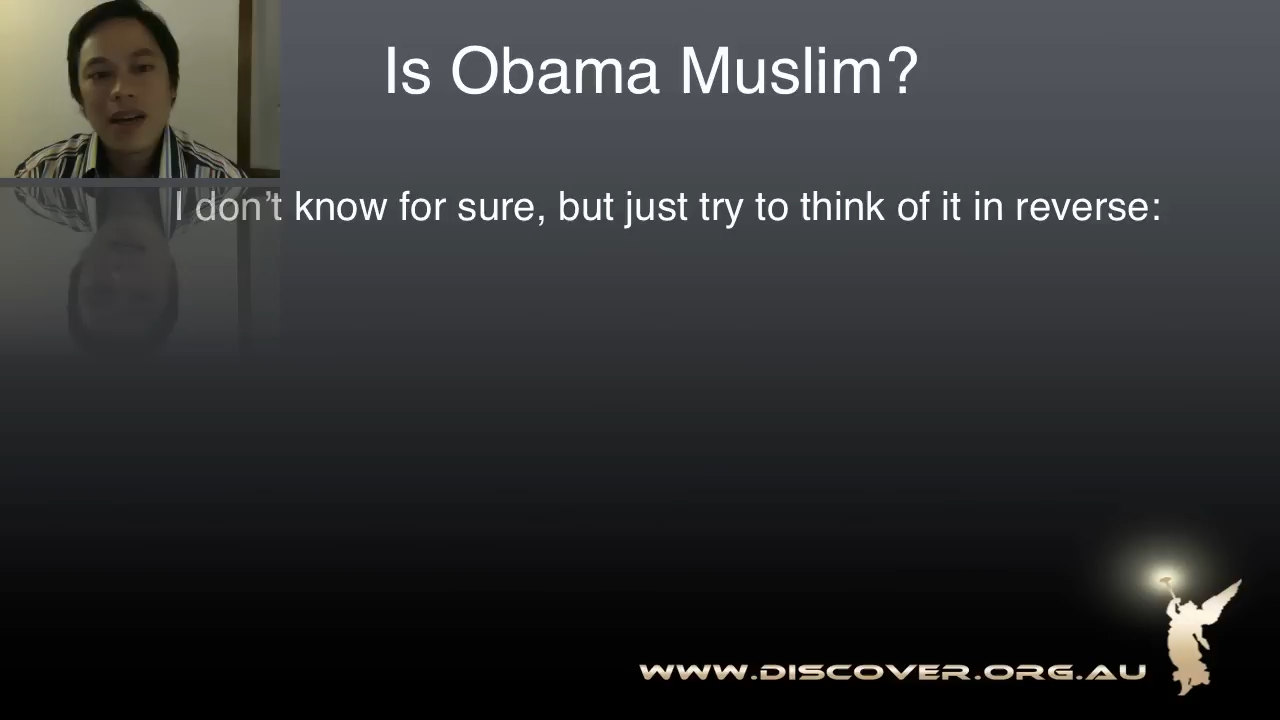 Is Obama Muslim?
I don't know for sure, but just try to think of it in reverse:
WWW.DISCOVER.ORG.AU